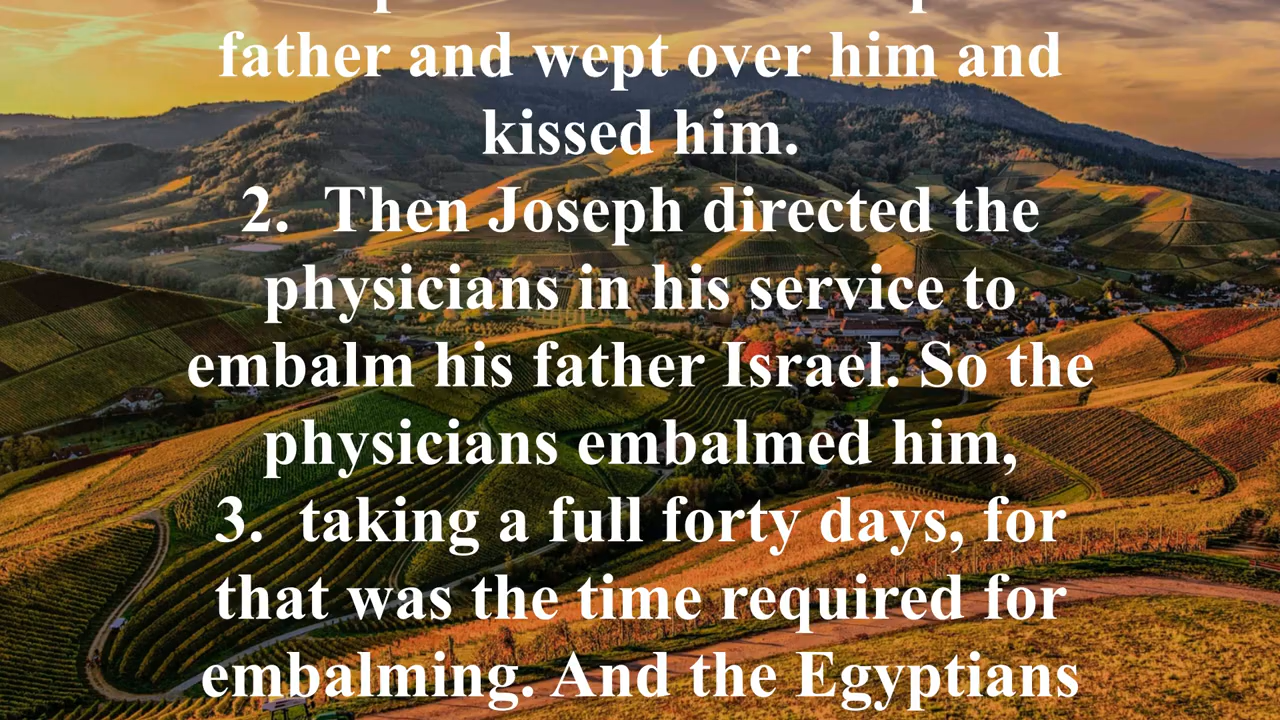 father and wept over him and
kissed him.
2. Then Joseph directed the
physicians in his service to
embalm his father Israel. So the
physicians embalmed him,
3. taking a full forty days, for
that was the time required for
embalming. And the Egyptians